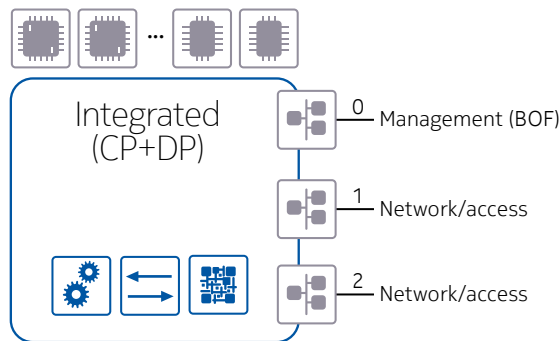 ...
Integrated
(CP+DP)
0 Management (BOF)
1 Network/access
2 Network/access